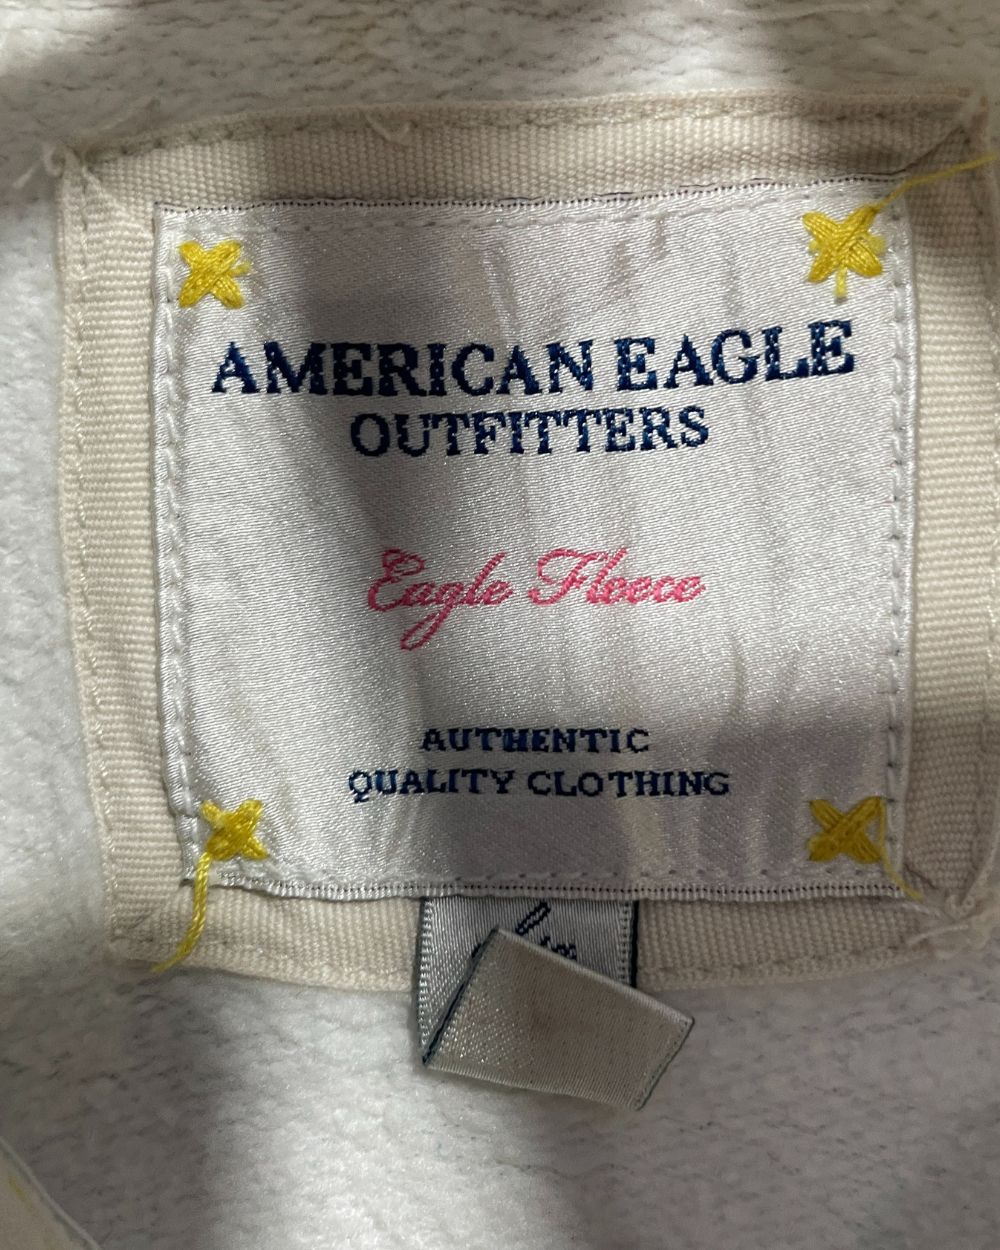 AMERICAN EAGLE
OUTFITTERS
Eagle Fleece
AUTHENTIC
QUALITY CLOTHING